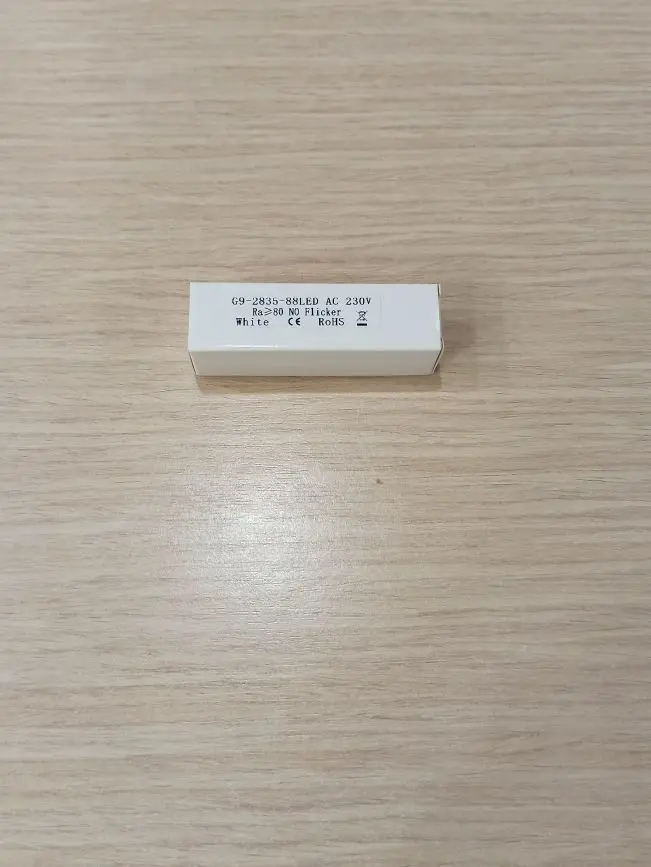 G9-2835-88LED AC 230V
Ra≥80 NO Flicker
White CE RoHS